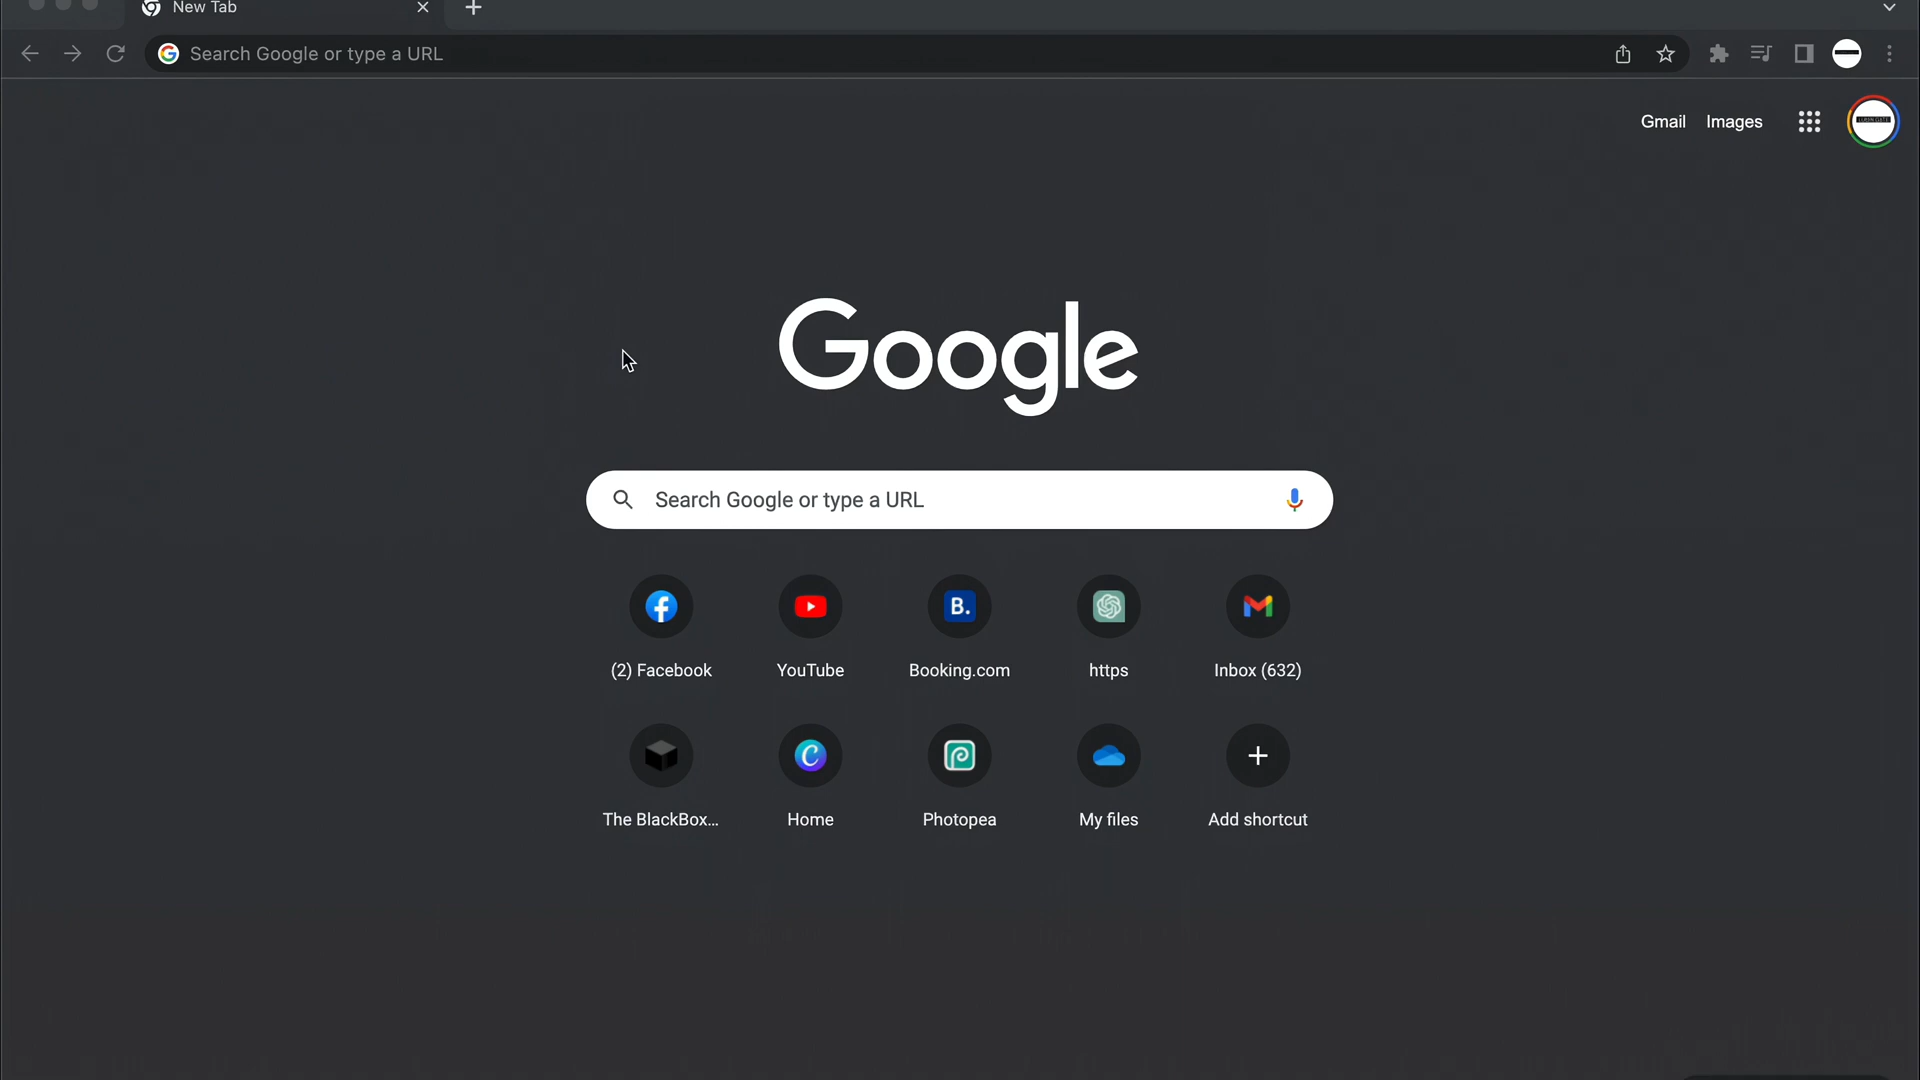 New Tab
Search Google or type a URL
Gmail Images
Google
Search Google or type a URL
(2) Facebook
YouTube
B.
Booking.com
https
Inbox (632)
The BlackBox...
Home
Photopea
My files
Add shortcut